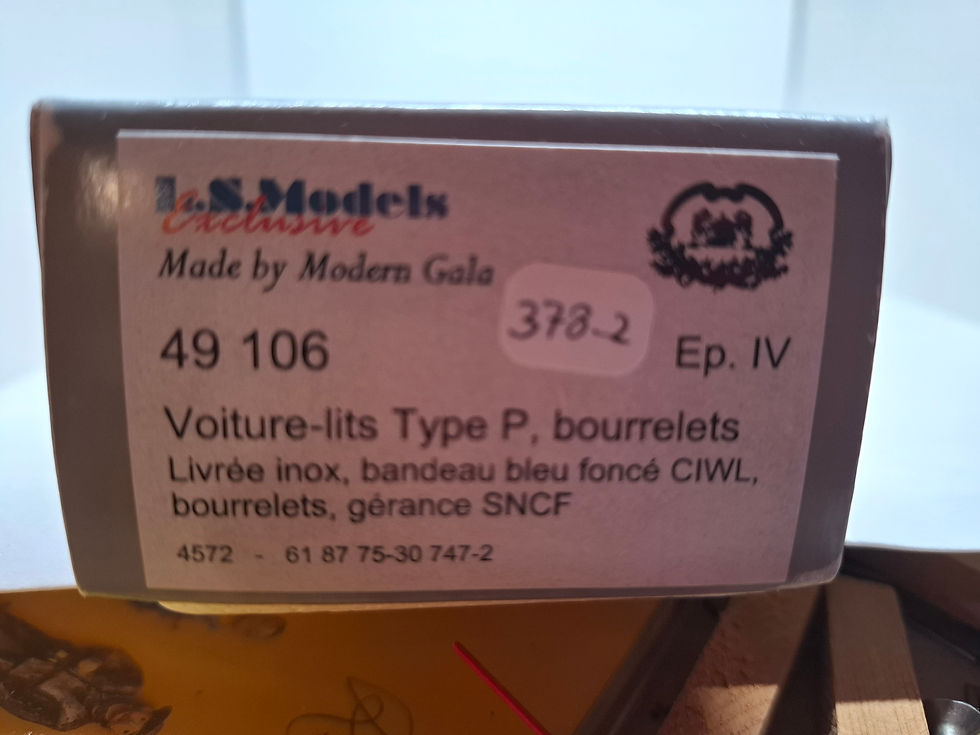 L.S.Models
Exclusive
Made by Modern Gala
378-2
49 106
Ep. IV
Voiture-lits Type P, bourrelets
Livrée inox, bandeau bleu foncé CIWL,
bourrelets, gérance SNCF
4572 - 61 87 75-30 747-2